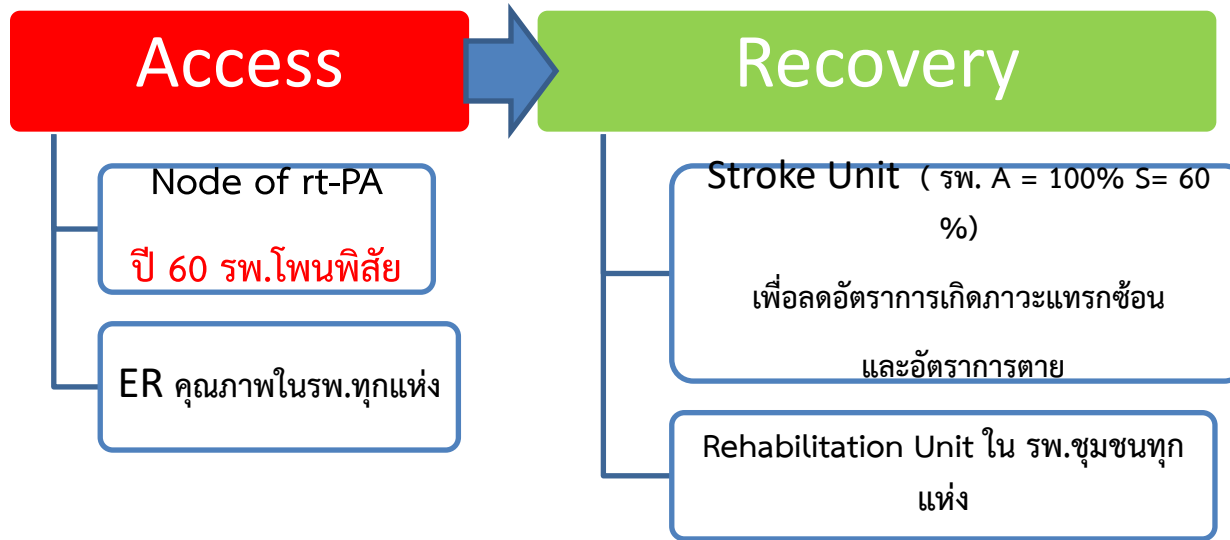 Access
Recovery
Node of rt-PA
ปี 60 รพ.โพนพิสัย
ER คุณภาพในรพ.ทุกแห่ง
Stroke Unit ( รพ. A = 100% S= 60
%)
เพื่อลดอัตราการเกิดภาวะแทรกซ้อน
และอัตราการตาย
Rehabilitation Unit ใน รพ.ชุมชนทุก
แห่ง